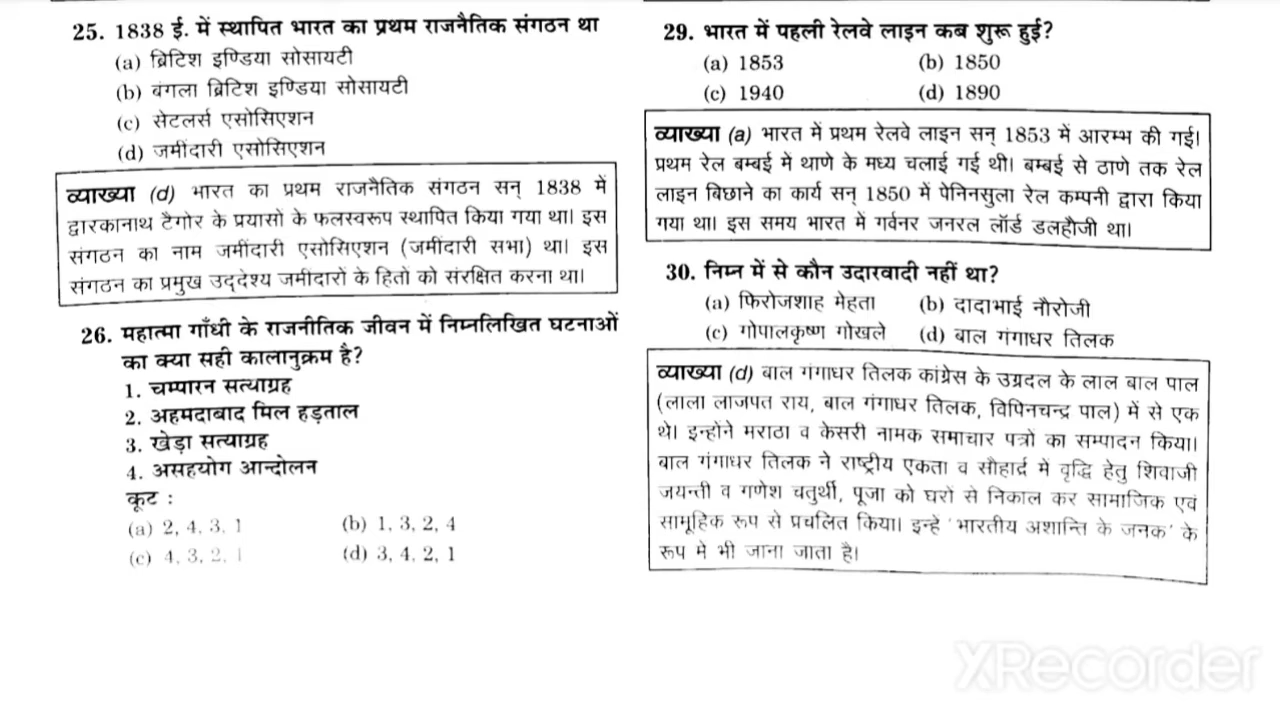 25. 1838 ई. में स्थापित भारत का प्रथम राजनैतिक संगठन था
(a) ब्रिटिश इण्डिया सोसायटी
(b) बंगला ब्रिटिश इण्डिया सोसायटी
(c) सेटलर्स एसोसिएशन
(d) जमींदारी एसोसिएशन
व्याख्या (d) भारत का प्रथम राजनैतिक संगठन सन् 1838 में
द्वारकानाथ टैगोर के प्रयासों के फलस्वरूप स्थापित किया गया था। इस
संगठन का नाम जमींदारी एसोसिएशन (जमींदारी सभा) था। इस
संगठन का प्रमुख उद्देश्य जमींदारों के हितों को संरक्षित करना था।
26. महात्मा गाँधी के राजनीतिक जीवन में निम्नलिखित घटनाओं
का क्या सही कालानुक्रम है?
1. चम्पारन सत्याग्रह
2. अहमदाबाद मिल हड़ताल
3. खेड़ा सत्याग्रह
4. असहयोग आन्दोलन
कूट :
(a) 2, 4, 3, 1 (b) 1, 3, 2, 4
(c) 4, 3, 2, 1 (d) 3, 4, 2, 1
29. भारत में पहली रेलवे लाइन कब शुरू हुई?
(a) 1853 (b) 1850
(c) 1940 (d) 1890
व्याख्या (a) भारत में प्रथम रेलवे लाइन सन् 1853 में आरम्भ की गई।
प्रथम रेल बम्बई में थाणे के मध्य चलाई गई थी। बम्बई से ठाणे तक रेल
लाइन बिछाने का कार्य सन् 1850 में पेनिनसुला रेल कम्पनी द्वारा किया
गया था। इस समय भारत में गर्वनर जनरल लॉर्ड डलहौजी था।
30. निम्न में से कौन उदारवादी नहीं था?
(a) फिरोजशाह मेहता (b) दादाभाई नौरोजी
(c) गोपालकृष्ण गोखले (d) बाल गंगाधर तिलक
व्याख्या (d) बाल गंगाधर तिलक कांग्रेस के उग्रदल के लाल बाल पाल
(लाला लाजपत राय, बाल गंगाधर तिलक, विपिनचन्द्र पाल) में से एक
थे। इन्होने मराठा व केसरी नामक समाचार पत्रो का सम्पादन किया।
बाल गंगाधर तिलक ने राष्ट्रीय एकता व सौहार्द में वृद्धि हेतु शिवाजी
जयन्ती व गणेश चतुर्थी, पूजा को घरों से निकाल कर सामाजिक एवं
सामूहिक रूप से प्रचलित किया। इन्हे 'भारतीय अशान्ति के जनक' के
रूप मे भी जाना जाता है।
XRecorder